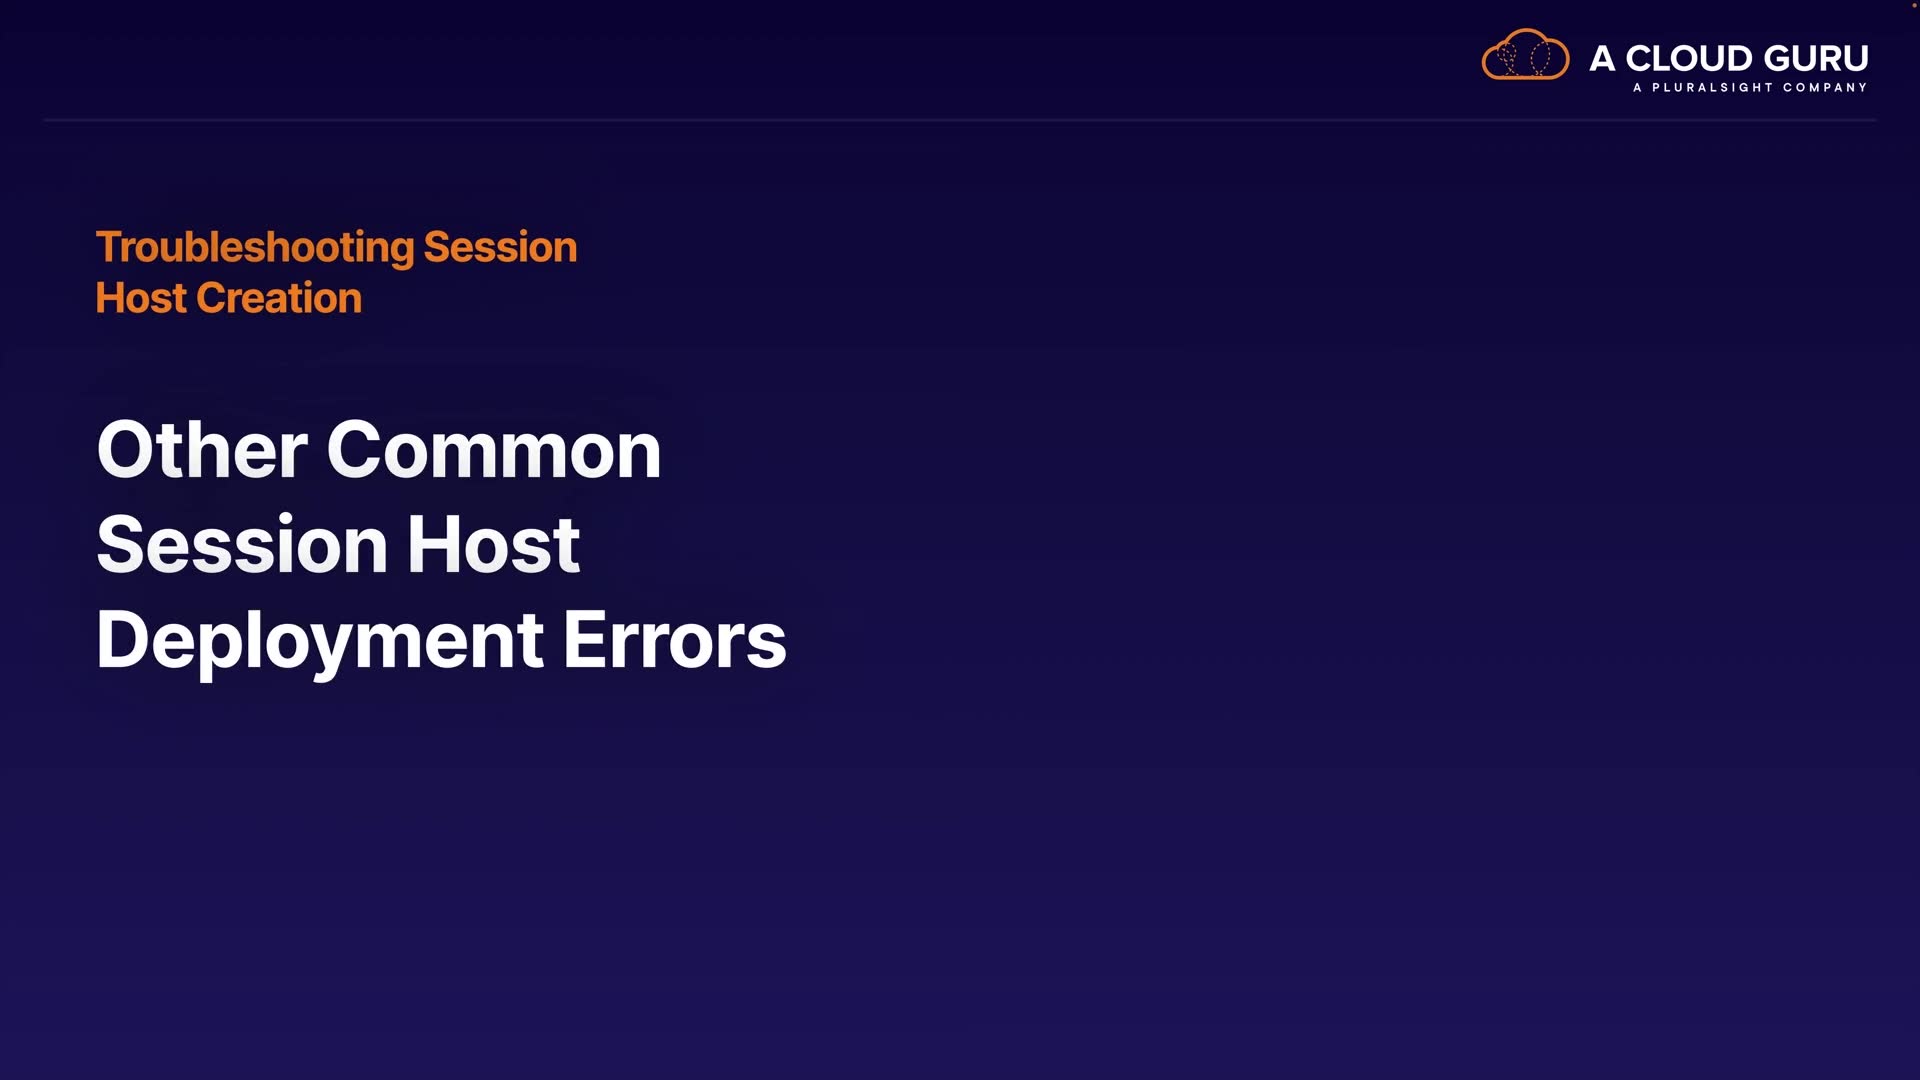 A CLOUD GURU
A PLURALSIGHT COMPANY
Troubleshooting Session
Host Creation
Other Common
Session Host
Deployment Errors